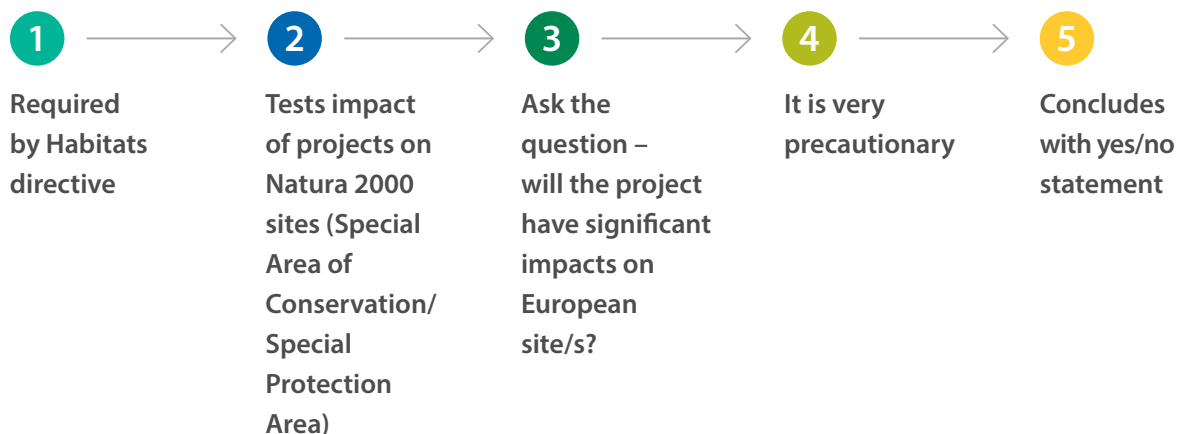 1
Required
by Habitats
directive
2
Tests impact
of projects on
Natura 2000
sites (Special
Area of
Conservation/
Special
Protection
Area)
3
Ask the
question –
will the project
have significant
impacts on
European
site/s?
4
It is very
precautionary
5
Concludes
with yes/no
statement